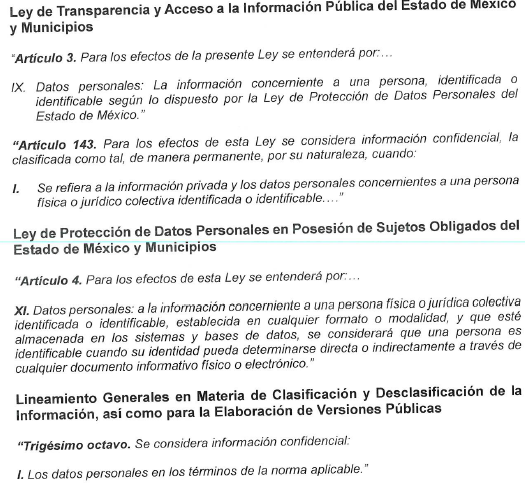 Ley de Transparencia y Acceso a la Información Pública del Estado de México
y Municipios
"Artículo 3. Para los efectos de la presente Ley se entenderá por:…
IX. Datos personales: La información concerniente a una persona, identificada o
identificable según lo dispuesto por la Ley de Protección de Datos Personales del
Estado de México."
"Artículo 143. Para los efectos de esta Ley se considera información confidencial, la
clasificada como tal, de manera permanente, por su naturaleza, cuando:
I. Se refiera a la información privada y los datos personales concernientes a una persona
física o jurídico colectiva identificada o identificable…."
Ley de Protección de Datos Personales en Posesión de Sujetos Obligados del
Estado de México y Municipios
"Artículo 4. Para los efectos de esta Ley se entenderá por:…
XI. Datos personales: a la información concerniente a una persona física o jurídica colectiva
identificada o identificable, establecida en cualquier formato o modalidad, y que esté
almacenada en los sistemas y bases de datos, se considerará que una persona es
identificable cuando su identidad pueda determinarse directa o indirectamente a través de
cualquier documento informativo físico o electrónico."
Lineamiento Generales en Materia de Clasificación y Desclasificación de la
Información, así como para la Elaboración de Versiones Públicas
"Trigésimo octavo. Se considera información confidencial:
I. Los datos personales en los términos de la norma aplicable."